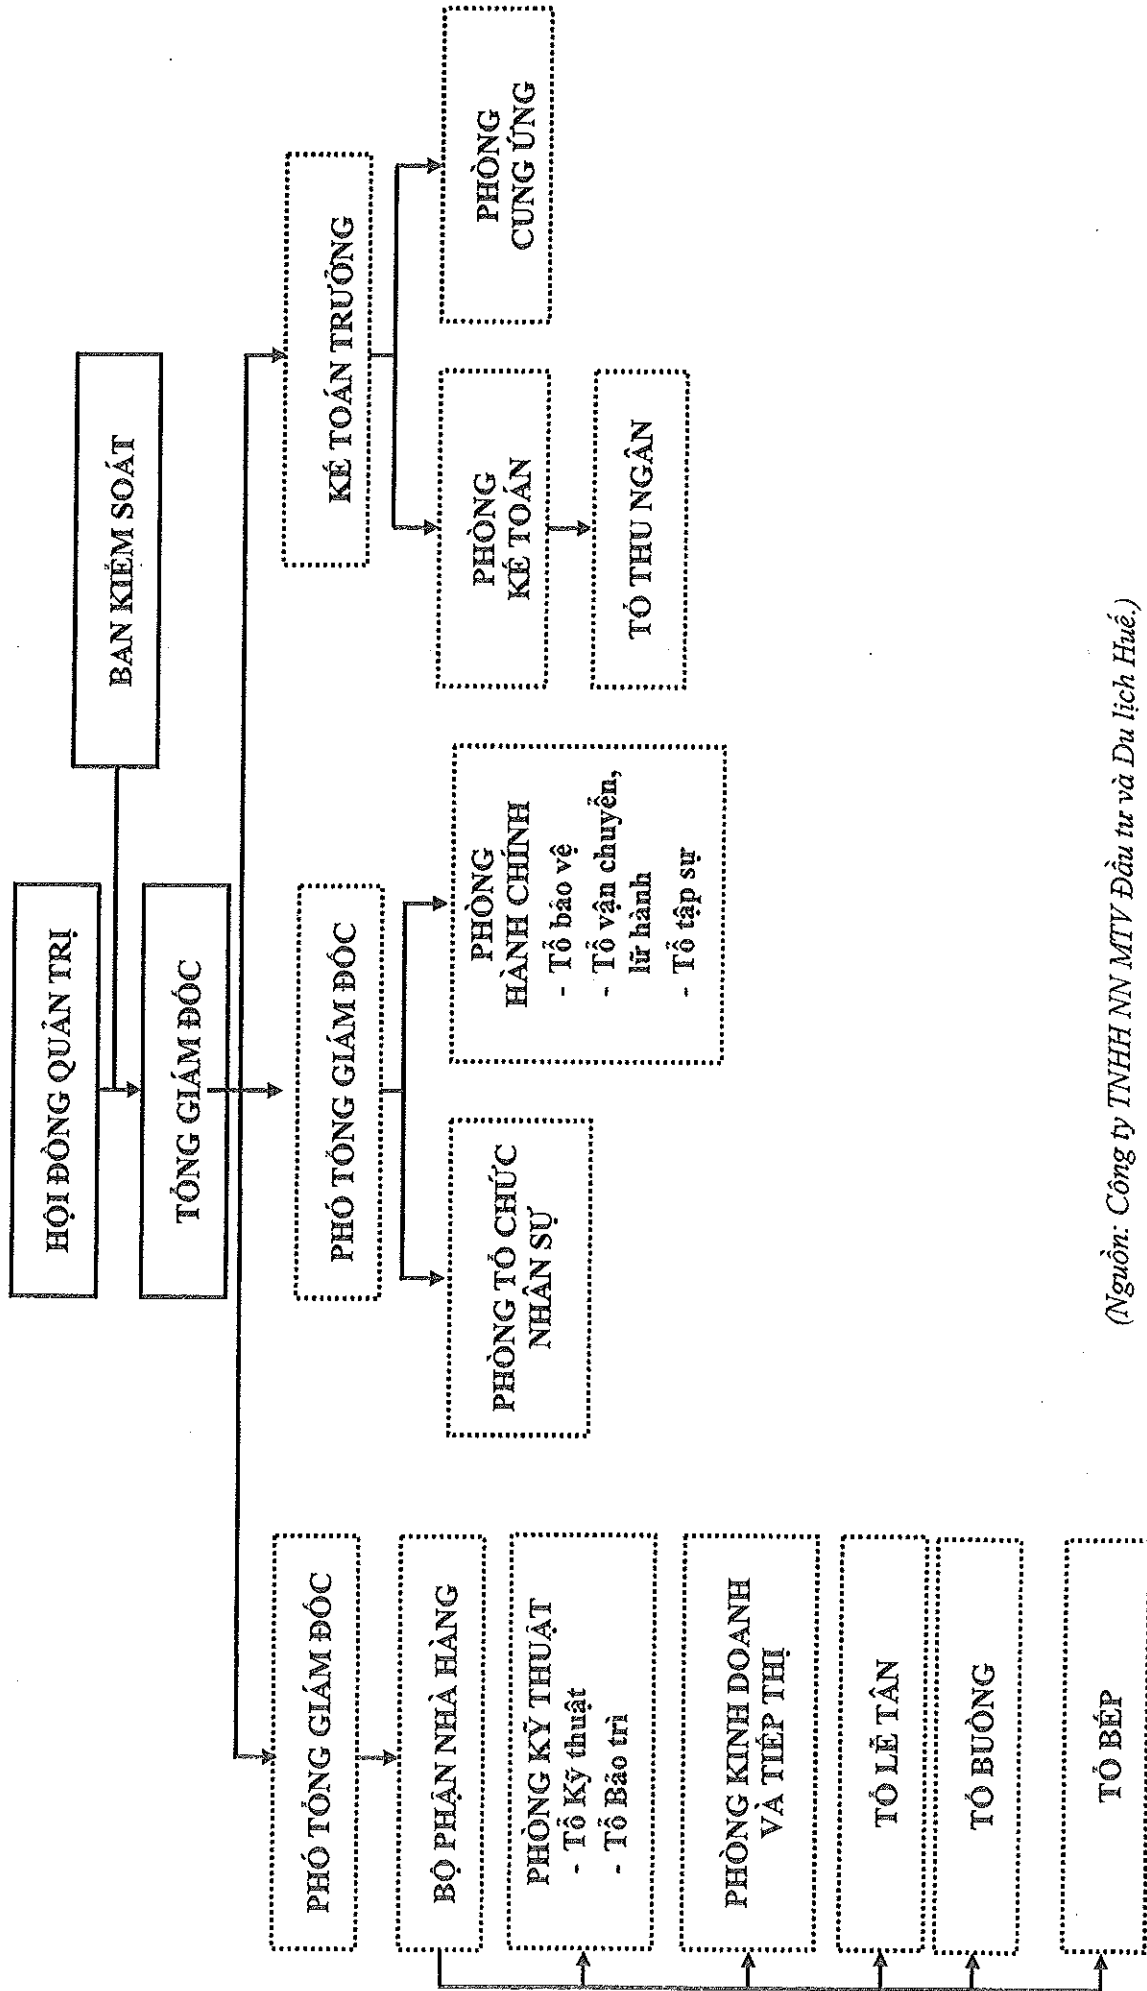 HỘI ĐỒNG QUẢN TRỊ
BAN KIỂM SOÁT
TỔNG GIÁM ĐỐC
PHÓ TỔNG GIÁM ĐỐC
PHÓ TỔNG GIÁM ĐỐC
KẾ TOÁN TRƯỞNG
BỘ PHẬN NHÀ HÀNG
PHÒNG KỸ THUẬT
- Tổ Kỹ thuật
- Tổ Bảo trì
PHÒNG KINH DOANH
VÀ TIẾP THỊ
TỔ LỄ TÂN
TỔ BUỒNG
TỔ BẾP
PHÒNG TỔ CHỨC
NHÂN SỰ
PHÒNG
HÀNH CHÍNH
- Tổ bảo vệ
- Tổ vận chuyển,
lữ hành
- Tổ tập sự
PHÒNG
KẾ TOÁN
TỔ THU NGÂN
PHÒNG
CUNG ỨNG
(Nguồn: Công ty TNHH NN MTV Đầu tư và Du lịch Huế.)